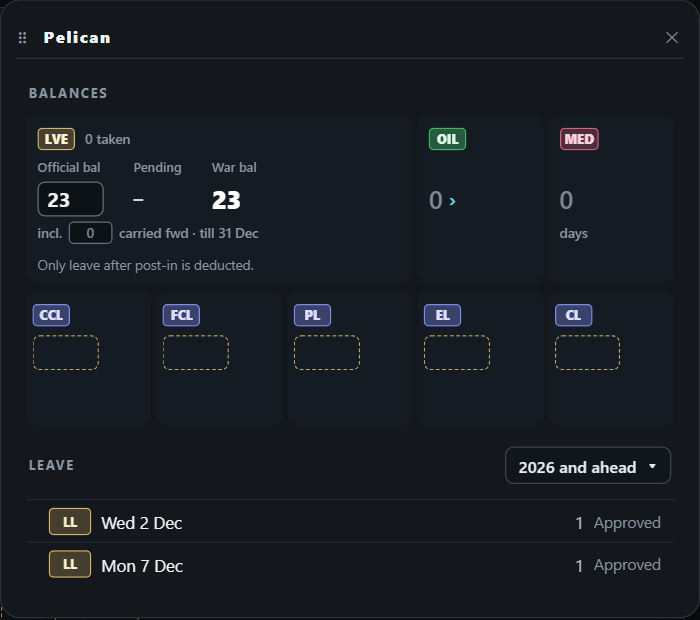 Pelican
BALANCES
LVE 0 taken
Official bal Pending War bal
23 – 23
incl. 0 carried fwd · till 31 Dec
Only leave after post-in is deducted.
OIL
0 ›
MED
0
days
CCL FCL PL EL CL
LEAVE 2026 and ahead
LL Wed 2 Dec 1 Approved
LL Mon 7 Dec 1 Approved